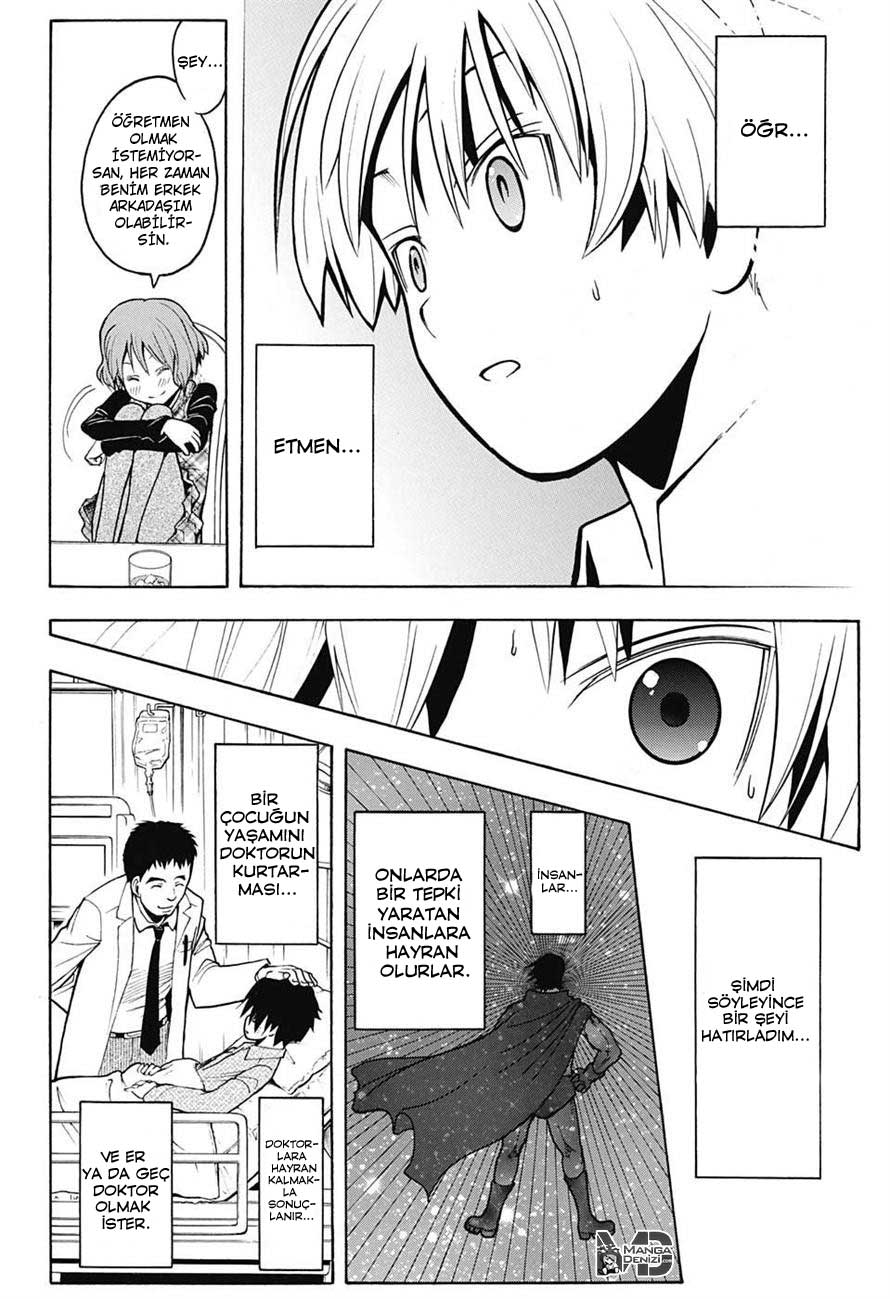 ÖĞR...
ETMEN...
ŞEY...
ÖĞRETMEN
OLMAK
İSTEMİYOR-
SAN, HER ZAMAN
BENİM ERKEK
ARKADAŞIM
OLABİLİR-
SİN.
ŞİMDİ
SÖYLEYİNCE
BİR ŞEYİ
HATIRLADIM...
İNSAN-
LAR...
ONLARDA
BİR TEPKİ
YARATAN
İNSANLARA
HAYRAN
OLURLAR.
BİR
ÇOCUĞUN
YAŞAMINI
DOKTORUN
KURTAR-
MASI...
DOKTOR-
LARA
HAYRAN
KALMAK-
LA
SONUÇ-
LANIR...
VE ER
YA DA GEÇ
DOKTOR
OLMAK
İSTER.
MD
MANGA
DENİZİ.com